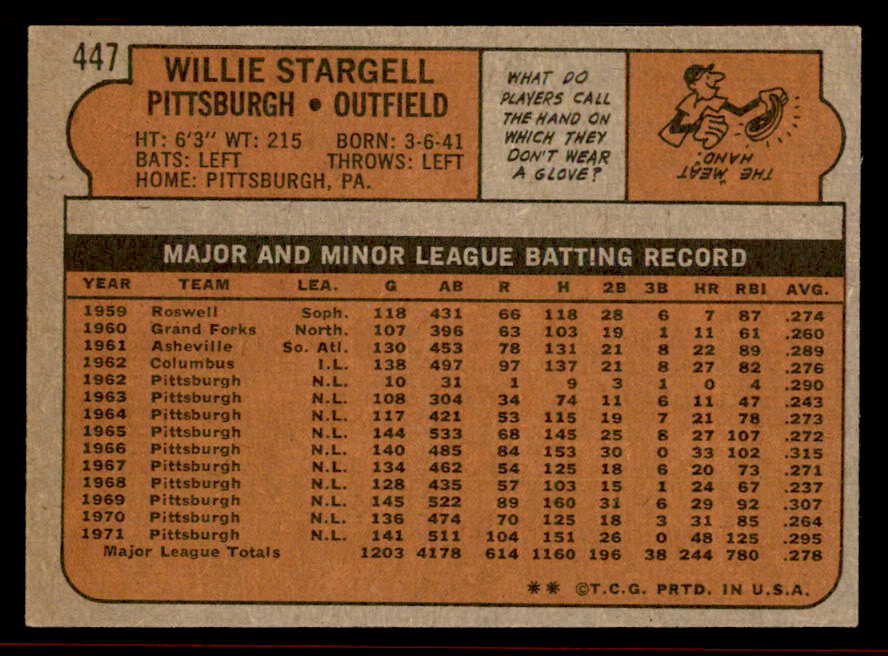 447
WILLIE STARGELL
PITTSBURGH • OUTFIELD
HT: 6'3" WT: 215 BORN: 3-6-41
BATS: LEFT THROWS: LEFT
HOME: PITTSBURGH, PA.
WHAT DO
PLAYERS CALL
THE HAND ON
WHICH THEY
DON'T WEAR
A GLOVE?
THE "MEAT
HAND."
MAJOR AND MINOR LEAGUE BATTING RECORD
YEAR TEAM LEA. G AB R H 2B 3B HR RBI AVG.
1959 Roswell Soph. 118 431 66 118 28 6 7 87 .274
1960 Grand Forks North. 107 396 63 103 19 1 11 61 .260
1961 Asheville So. Atl. 130 453 78 131 21 8 22 89 .289
1962 Columbus I.L. 138 497 97 137 21 8 27 82 .276
1962 Pittsburgh N.L. 10 31 1 9 3 1 0 4 .290
1963 Pittsburgh N.L. 108 304 34 74 11 6 11 47 .243
1964 Pittsburgh N.L. 117 421 53 115 19 7 21 78 .273
1965 Pittsburgh N.L. 144 533 68 145 25 8 27 107 .272
1966 Pittsburgh N.L. 140 485 84 153 30 0 33 102 .315
1967 Pittsburgh N.L. 134 462 54 125 18 6 20 73 .271
1968 Pittsburgh N.L. 128 435 57 103 15 1 24 67 .237
1969 Pittsburgh N.L. 145 522 89 160 31 6 29 92 .307
1970 Pittsburgh N.L. 136 474 70 125 18 3 31 85 .264
1971 Pittsburgh N.L. 141 511 104 151 26 0 48 125 .295
Major League Totals 1203 4178 614 1160 196 38 244 780 .278
** ©T.C.G. PRTD. IN U.S.A.